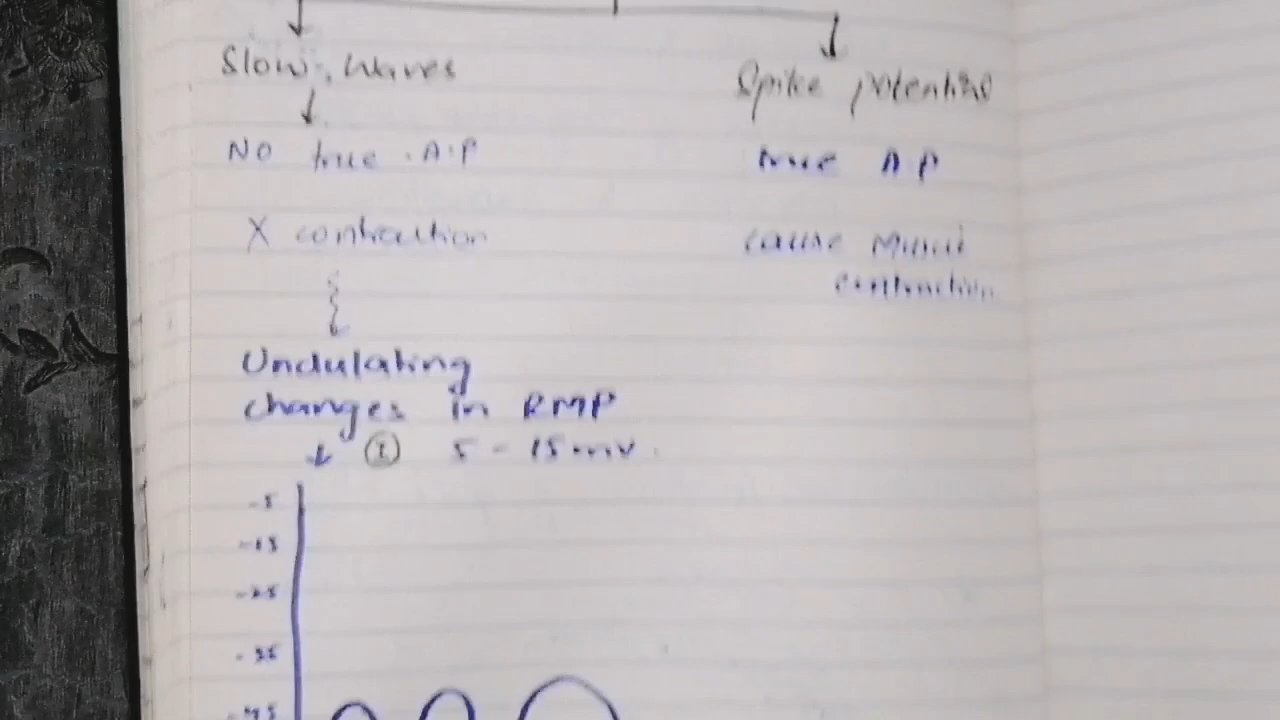 Slow waves
Spike potential
No true A.P
true A P
X contraction
cause
contraction
Undulating
changes in RMP
↓ ① 5 - 15 mv.
-5
-15
-25
-35
-45